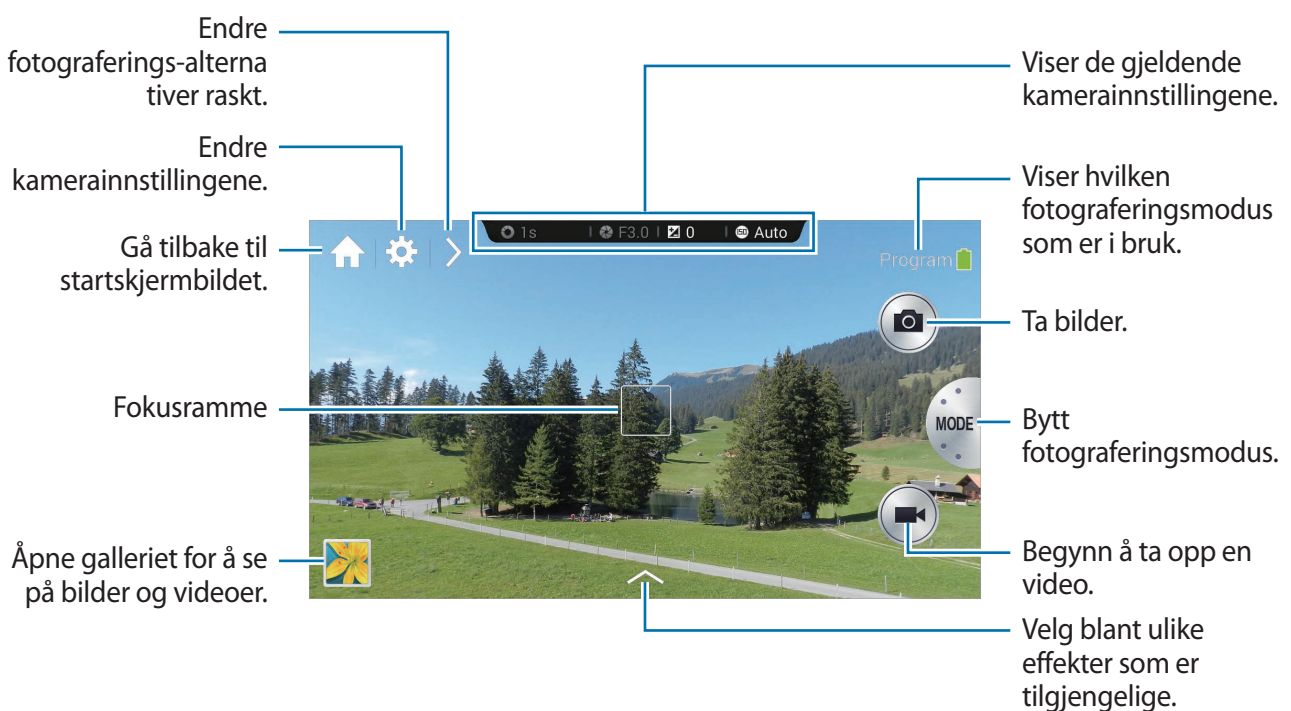 Endre
fotograferings-alterna
tiver raskt.
Endre
kamerainnstillingene.
Gå tilbake til
startskjermbildet.
Fokusramme
Åpne galleriet for å se
på bilder og videoer.
1s F3.0 0 ISO Auto
Program
MODE
Viser de gjeldende
kamerainnstillingene.
Viser hvilken
fotograferingsmodus
som er i bruk.
Ta bilder.
Bytt
fotograferingsmodus.
Begynn å ta opp en
video.
Velg blant ulike
effekter som er
tilgjengelige.